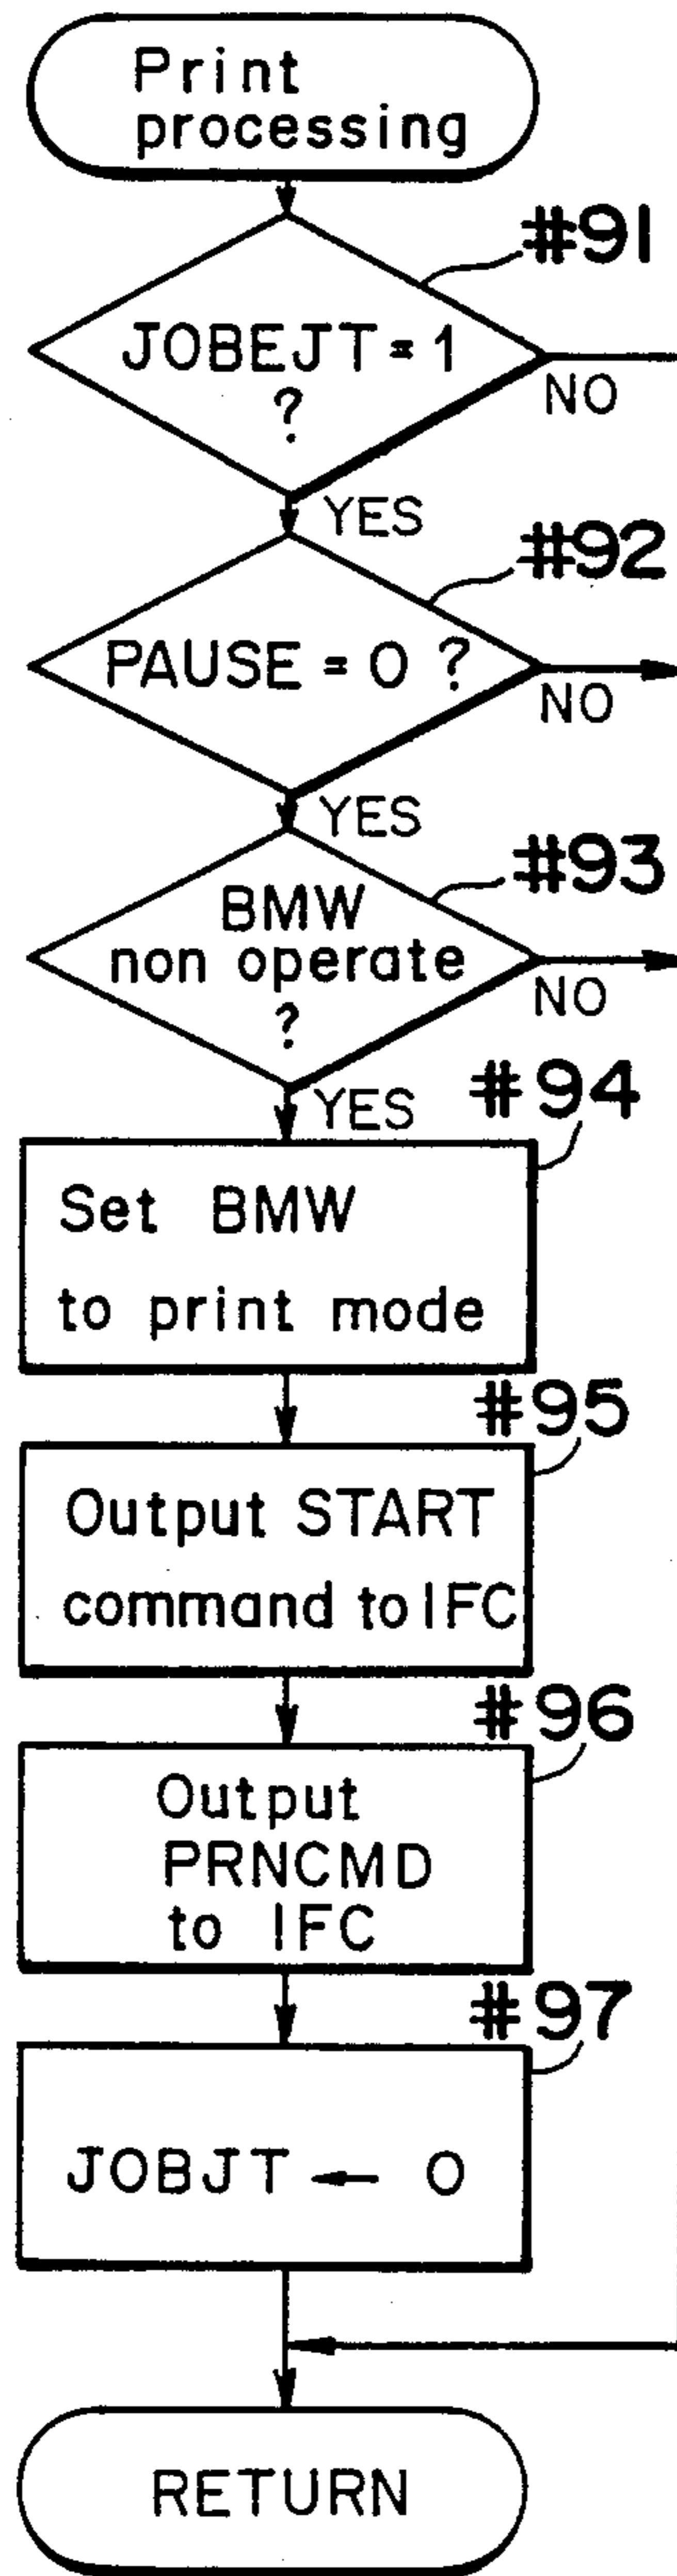 Print
processing
#91
JOBEJT = 1
?
NO
YES
#92
PAUSE = 0 ?
NO
YES
#93
BMW
non operate
?
NO
YES
#94
Set BMW
to print mode
#95
Output START
command to IFC
#96
Output
PRNCMD
to IFC
#97
JOBJT ← 0
RETURN